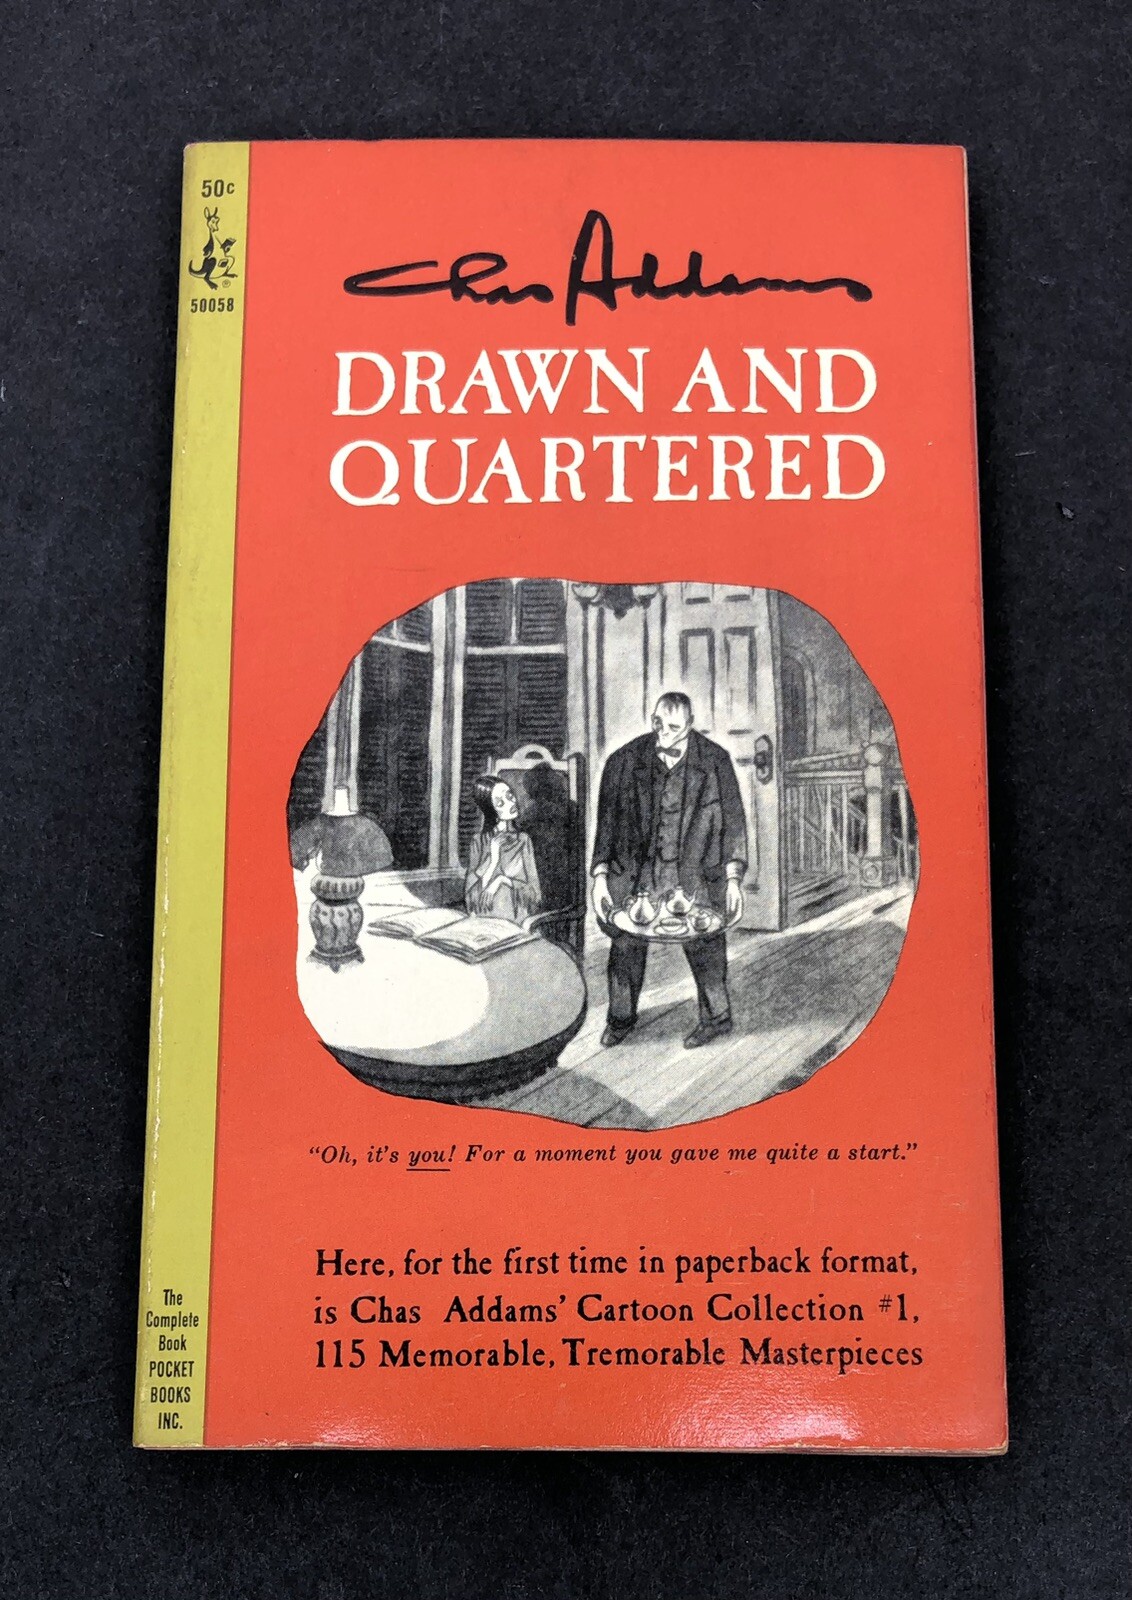 50c
®
50058
Chas Addams
DRAWN AND
QUARTERED
"Oh, it's you! For a moment you gave me quite a start."
Here, for the first time in paperback format,
is Chas Addams' Cartoon Collection #1,
115 Memorable, Tremorable Masterpieces
The
Complete
Book
POCKET
BOOKS
INC.